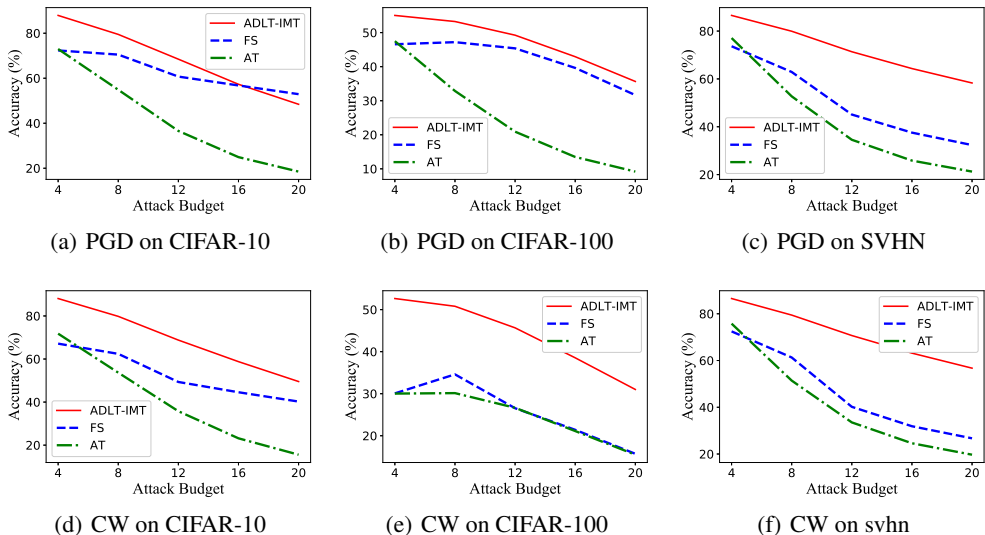 80
60
40
20
Accuracy (%)
ADLT-IMT
FS
AT
4 8 12 16 20
Attack Budget
(a) PGD on CIFAR-10
50
40
30
20
10
Accuracy (%)
ADLT-IMT
FS
AT
4 8 12 16 20
Attack Budget
(b) PGD on CIFAR-100
80
60
40
20
Accuracy (%)
ADLT-IMT
FS
AT
4 8 12 16 20
Attack Budget
(c) PGD on SVHN
80
60
40
20
Accuracy (%)
ADLT-IMT
FS
AT
4 8 12 16 20
Attack Budget
(d) CW on CIFAR-10
50
40
30
20
Accuracy (%)
ADLT-IMT
FS
AT
4 8 12 16 20
Attack Budget
(e) CW on CIFAR-100
80
60
40
20
Accuracy (%)
ADLT-IMT
FS
AT
4 8 12 16 20
Attack Budget
(f) CW on svhn